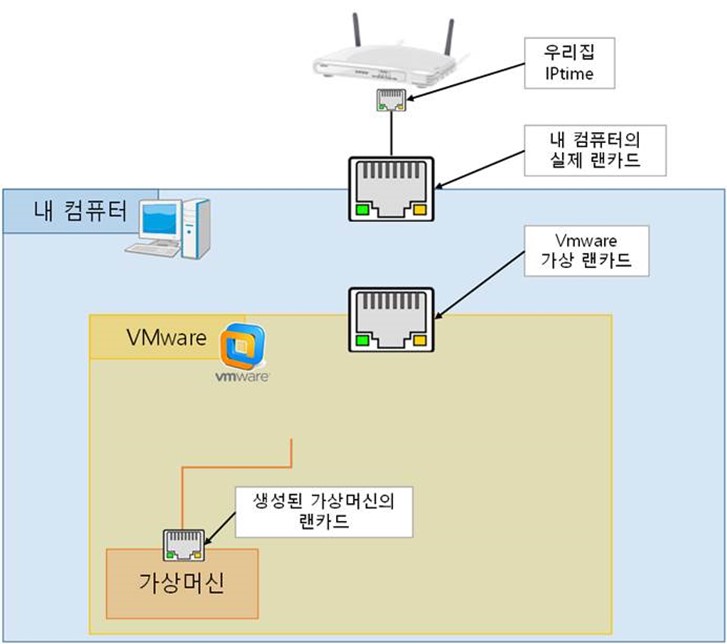 우리집
IPtime
내 컴퓨터의
실제 랜카드
내 컴퓨터
Vmware
가상 랜카드
VMware
vmware
생성된 가상머신의
랜카드
가상머신